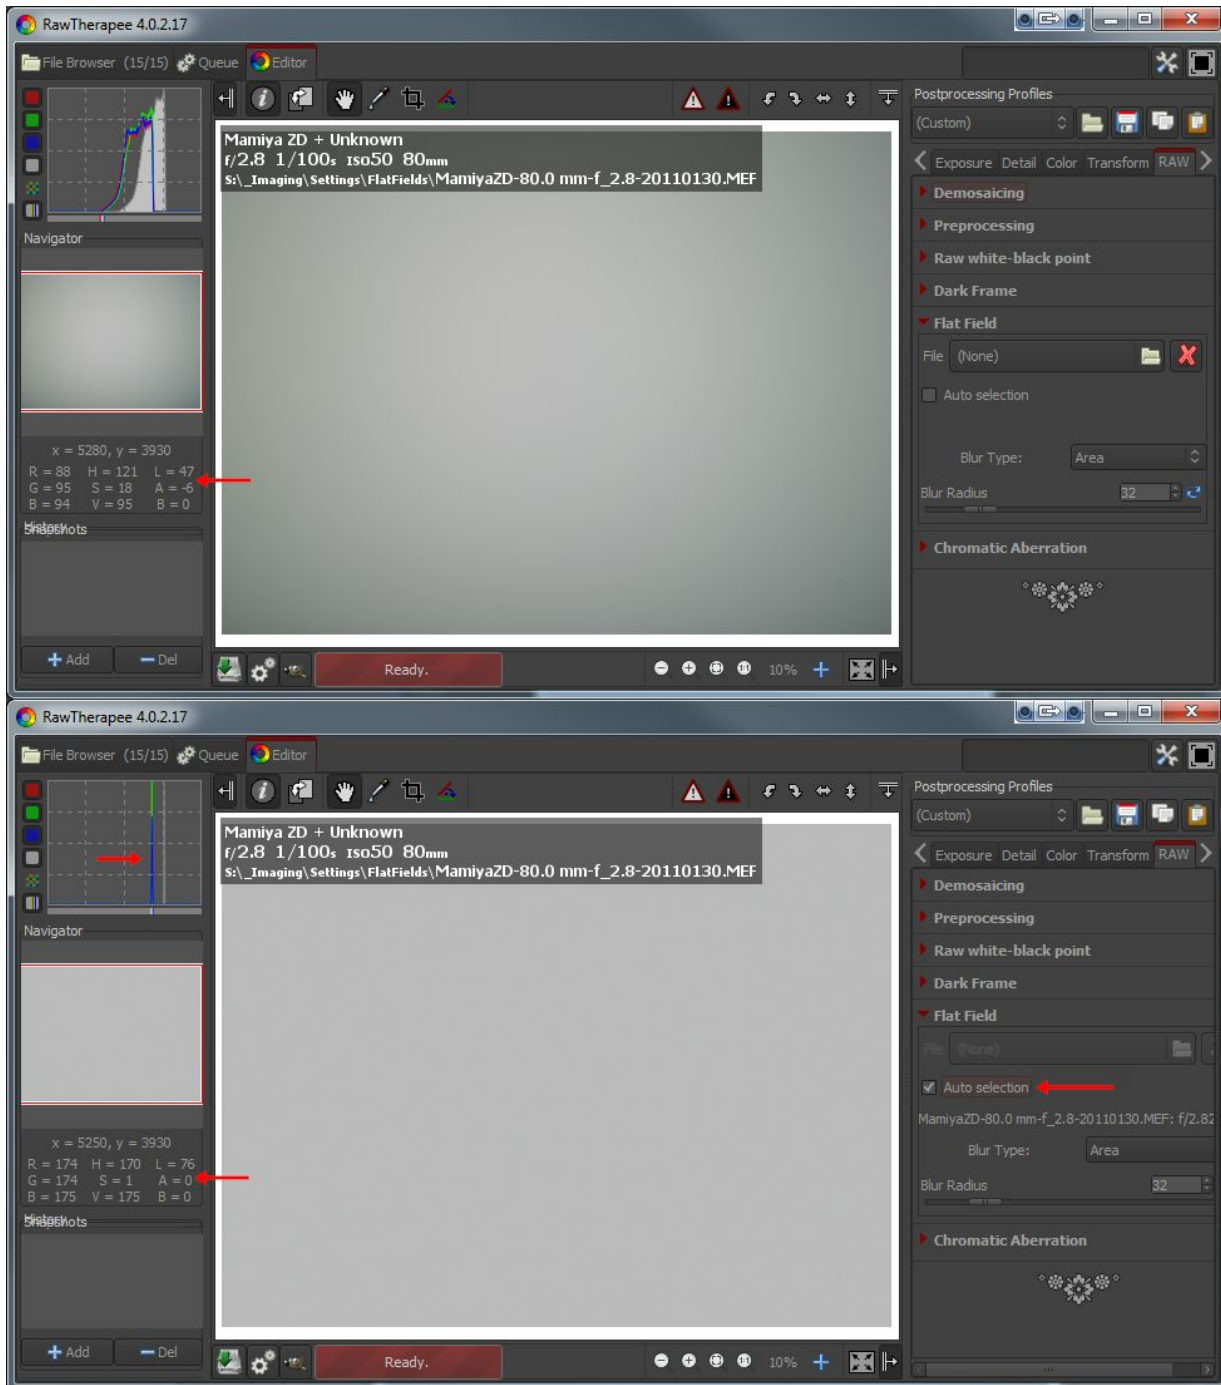 RawTherapee 4.0.2.17
File Browser (15/15) Queue Editor
Postprocessing Profiles
(Custom)
Mamiya ZD + Unknown
f/2.8 1/100s ISO50 80mm
S:\_Imaging\Settings\FlatFields\MamiyaZD-80.0 mm-f_2.8-20110130.MEF
Exposure Detail Color Transform RAW
Demosaicing
Preprocessing
Raw white-black point
Dark Frame
Flat Field
File (None)
Auto selection
Blur Type: Area
Blur Radius 32
Chromatic Aberration
Navigator
x = 5280, y = 3930
R = 88 H = 121 L = 47
G = 95 S = 18 A = -6
B = 94 V = 95 B = 0
History
Snapshots
Add Del
Ready.
10%
RawTherapee 4.0.2.17
File Browser (15/15) Queue Editor
Postprocessing Profiles
(Custom)
Mamiya ZD + Unknown
f/2.8 1/100s ISO50 80mm
S:\_Imaging\Settings\FlatFields\MamiyaZD-80.0 mm-f_2.8-20110130.MEF
Exposure Detail Color Transform RAW
Demosaicing
Preprocessing
Raw white-black point
Dark Frame
Flat Field
File (None)
Auto selection
MamiyaZD-80.0 mm-f_2.8-20110130.MEF: f/2.82
Blur Type: Area
Blur Radius 32
Chromatic Aberration
Navigator
x = 5250, y = 3930
R = 174 H = 170 L = 76
G = 174 S = 1 A = 0
B = 175 V = 175 B = 0
History
Snapshots
Add Del
Ready.
10%